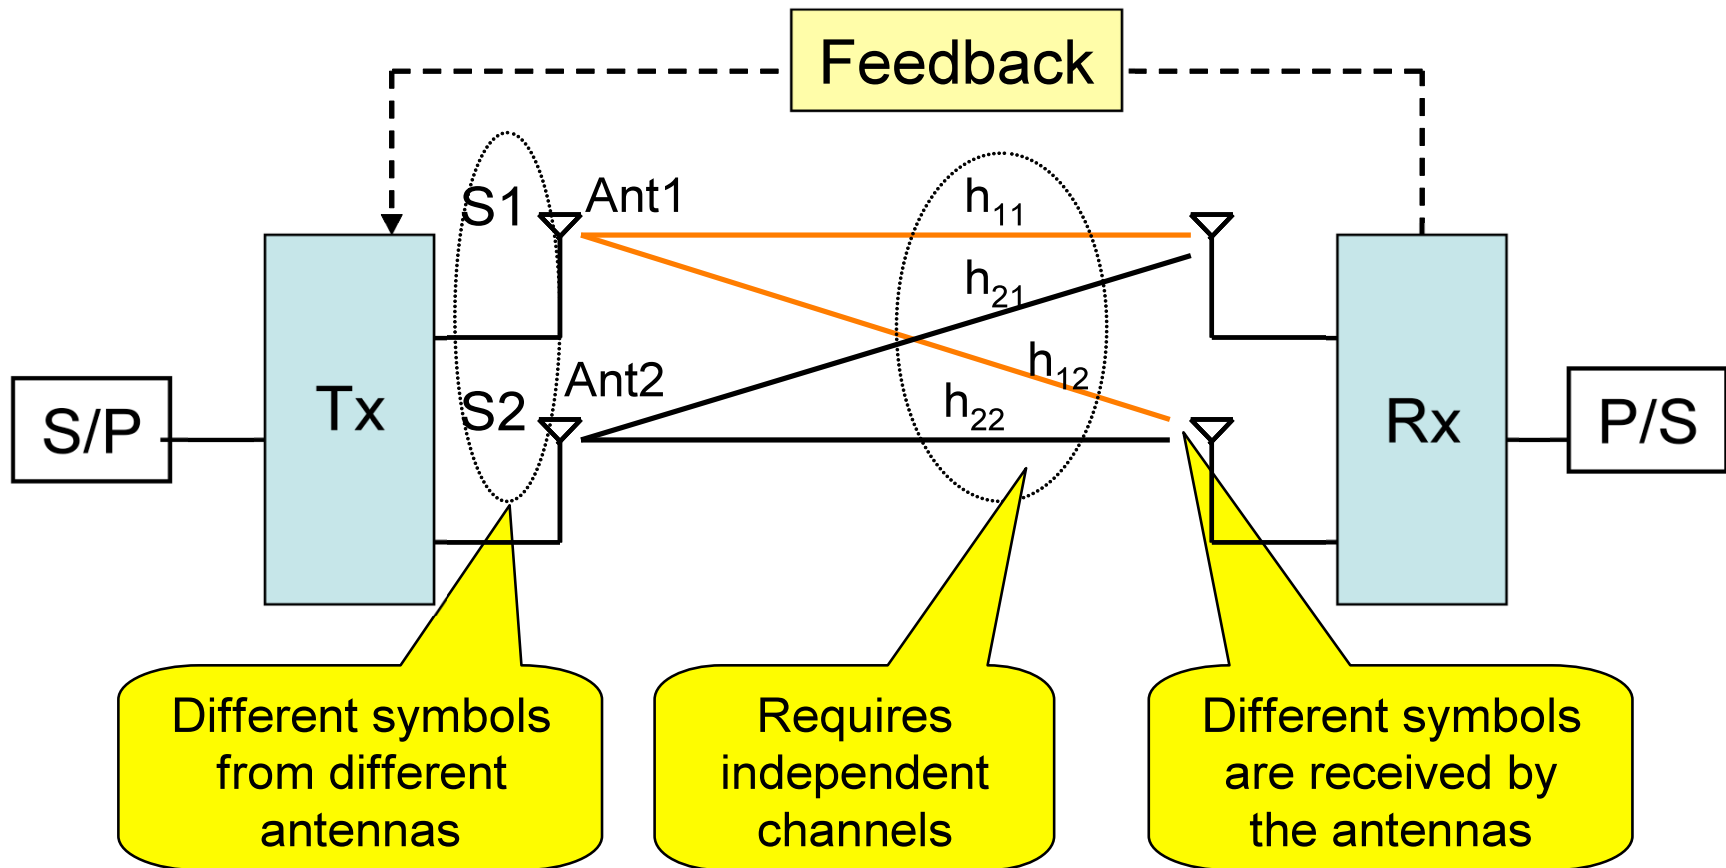 Feedback
S1
Ant1
h₁₁
h₂₁
h₁₂
S2
Ant2
h₂₂
S/P
Tx
Rx
P/S
Different symbols
from different
antennas
Requires
independent
channels
Different symbols
are received by
the antennas